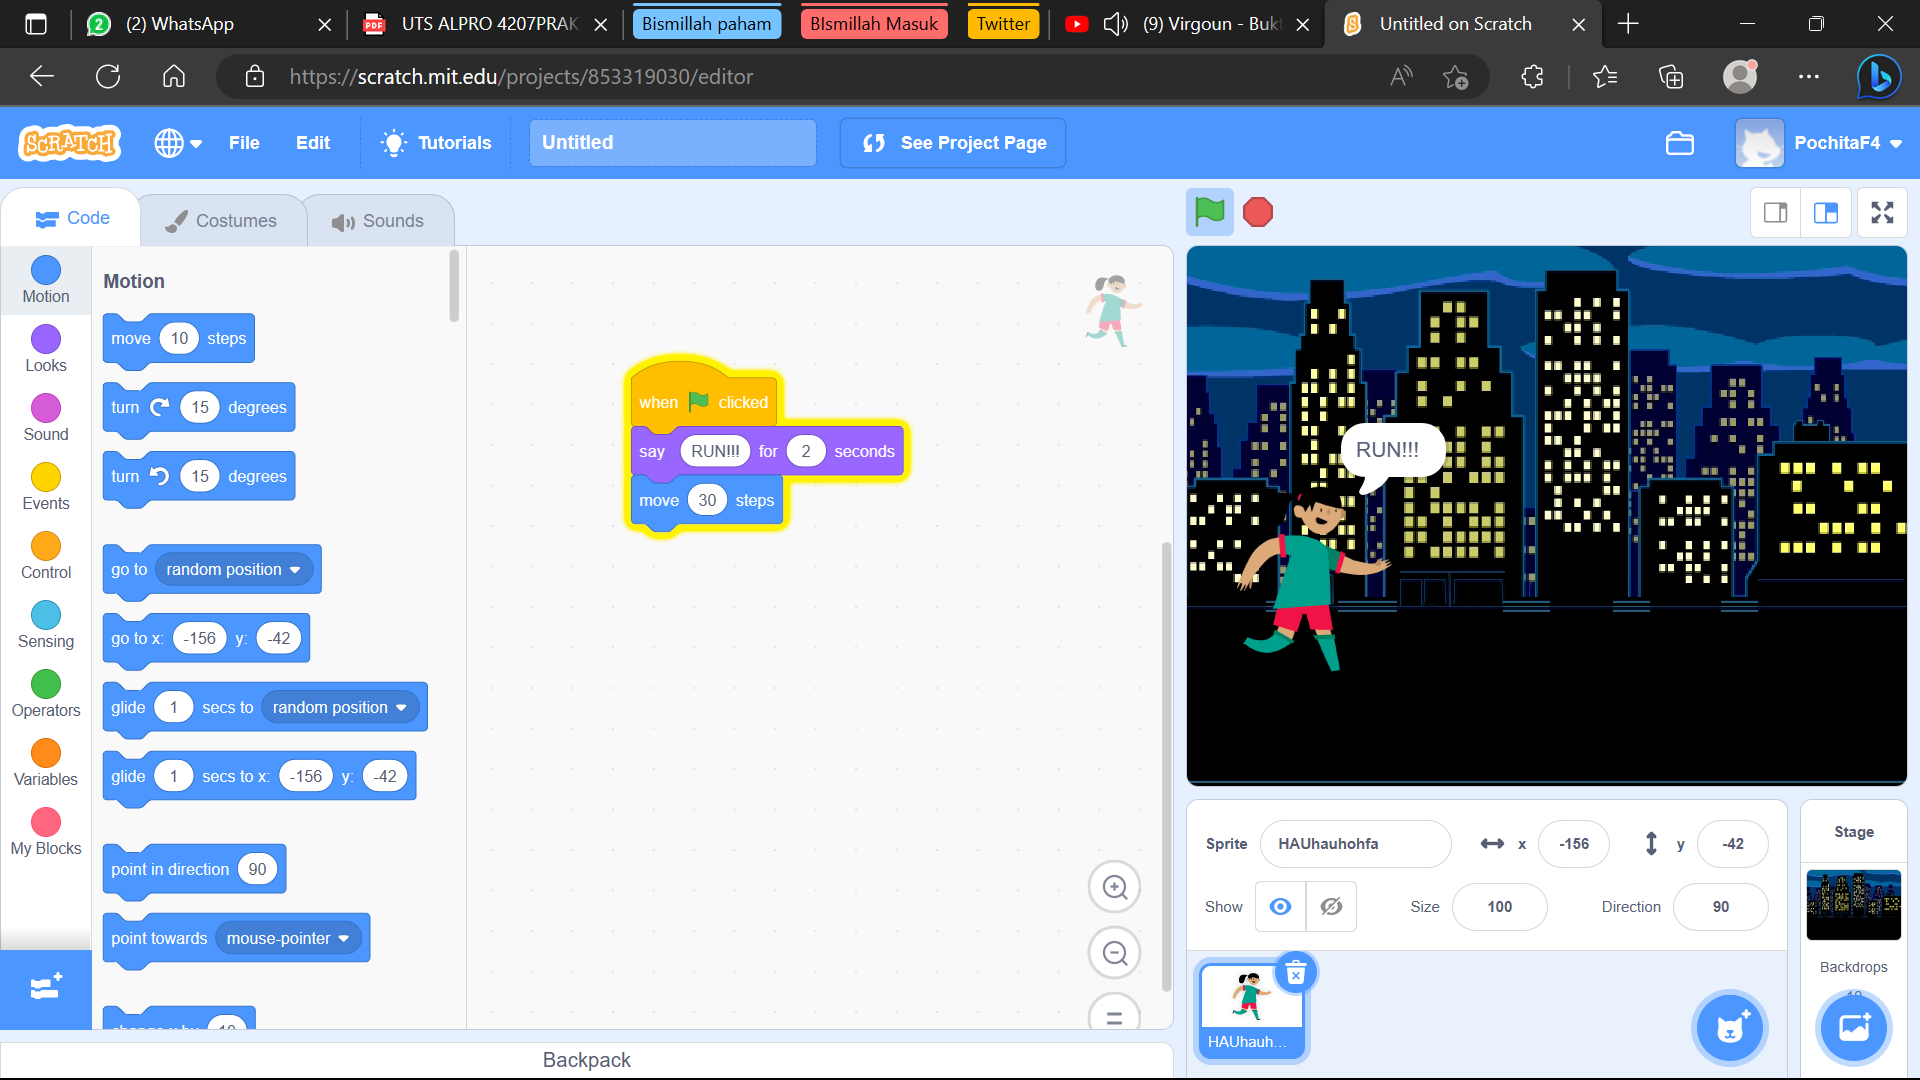 (2) WhatsApp
UTS ALPRO 4207PRAK
Bismillah paham
BIsmillah Masuk
Twitter
(9) Virgoun - Buk
Untitled on Scratch
https://scratch.mit.edu/projects/853319030/editor
SCRATCH
File
Edit
Tutorials
Untitled
See Project Page
PochitaF4
Code
Costumes
Sounds
Motion
Looks
Sound
Events
Control
Sensing
Operators
Variables
My Blocks
Motion
move 10 steps
turn 15 degrees
turn 15 degrees
go to random position
go to x: -156 y: -42
glide 1 secs to random position
glide 1 secs to x: -156 y: -42
point in direction 90
point towards mouse-pointer
when clicked
say RUN!!! for 2 seconds
move 30 steps
Backpack
RUN!!!
Sprite HAUhauhohfa x -156 y -42
Show Size 100 Direction 90
HAUhauh...
Stage
Backdrops